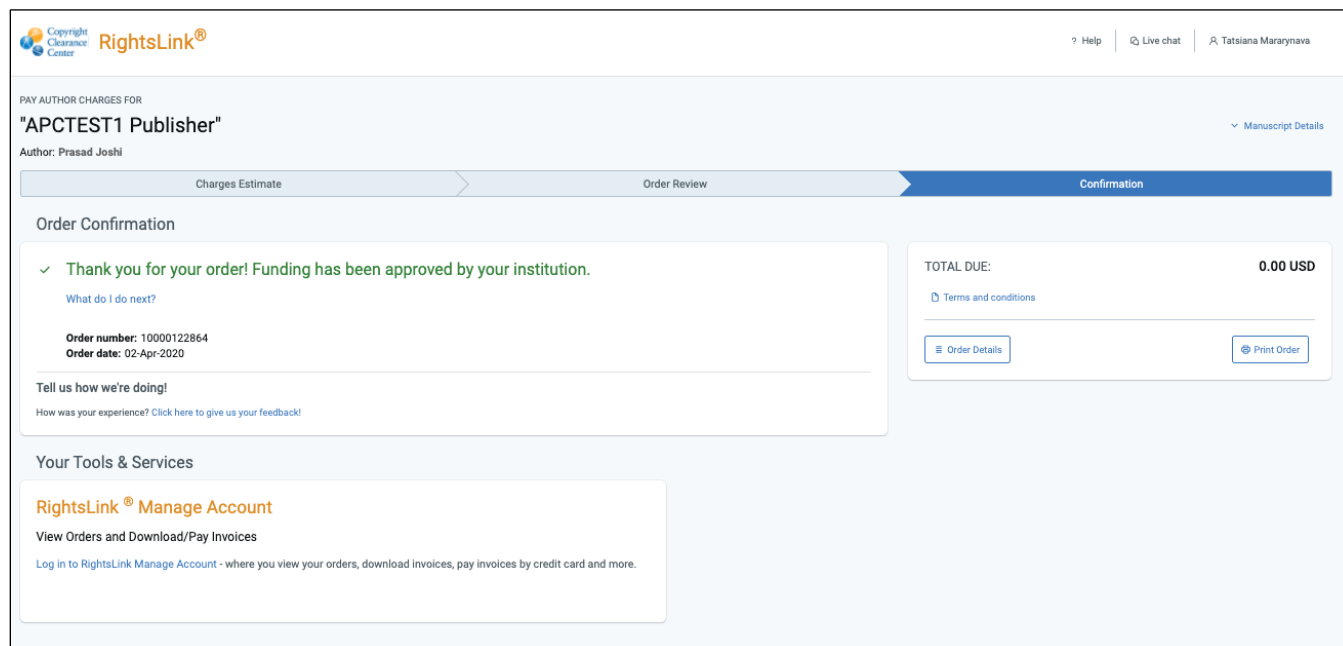 Copyright
Clearance
Center
RightsLink®
? Help
Live chat
Tatsiana Mararynava
PAY AUTHOR CHARGES FOR
"APCTEST1 Publisher"
Manuscript Details
Author: Prasad Joshi
Charges Estimate
Order Review
Confirmation
Order Confirmation
Thank you for your order! Funding has been approved by your institution.
What do I do next?
Order number: 10000122864
Order date: 02-Apr-2020
Tell us how we're doing!
How was your experience? Click here to give us your feedback!
TOTAL DUE: 0.00 USD
Terms and conditions
Order Details
Print Order
Your Tools & Services
RightsLink ® Manage Account
View Orders and Download/Pay Invoices
Log in to RightsLink Manage Account - where you view your orders, download invoices, pay invoices by credit card and more.